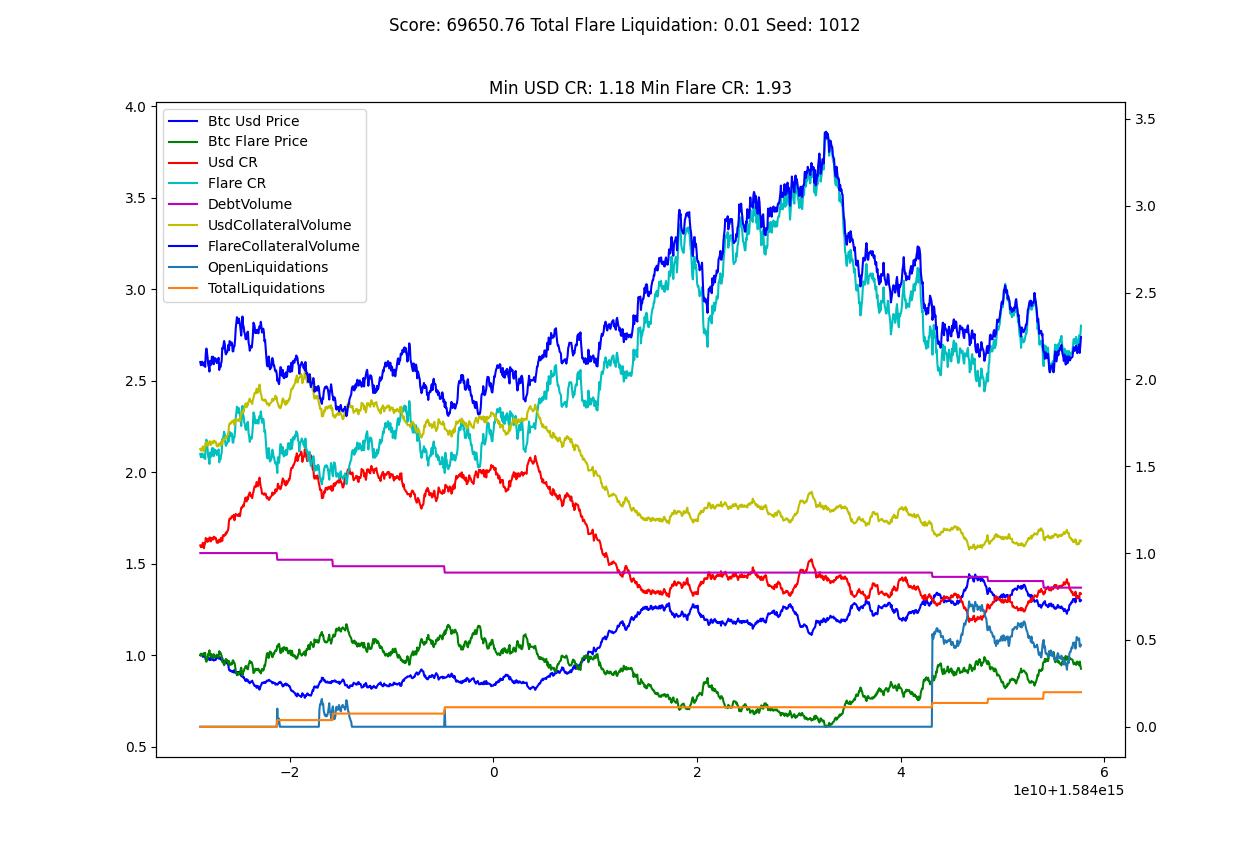 Score: 69650.76 Total Flare Liquidation: 0.01 Seed: 1012
Min USD CR: 1.18 Min Flare CR: 1.93
Btc Usd Price
Btc Flare Price
Usd CR
Flare CR
DebtVolume
UsdCollateralVolume
FlareCollateralVolume
OpenLiquidations
TotalLiquidations
4.0
3.5
3.0
2.5
2.0
1.5
1.0
0.5
3.5
3.0
2.5
2.0
1.5
1.0
0.5
0.0
−2 0 2 4 6
1e10+1.584e15